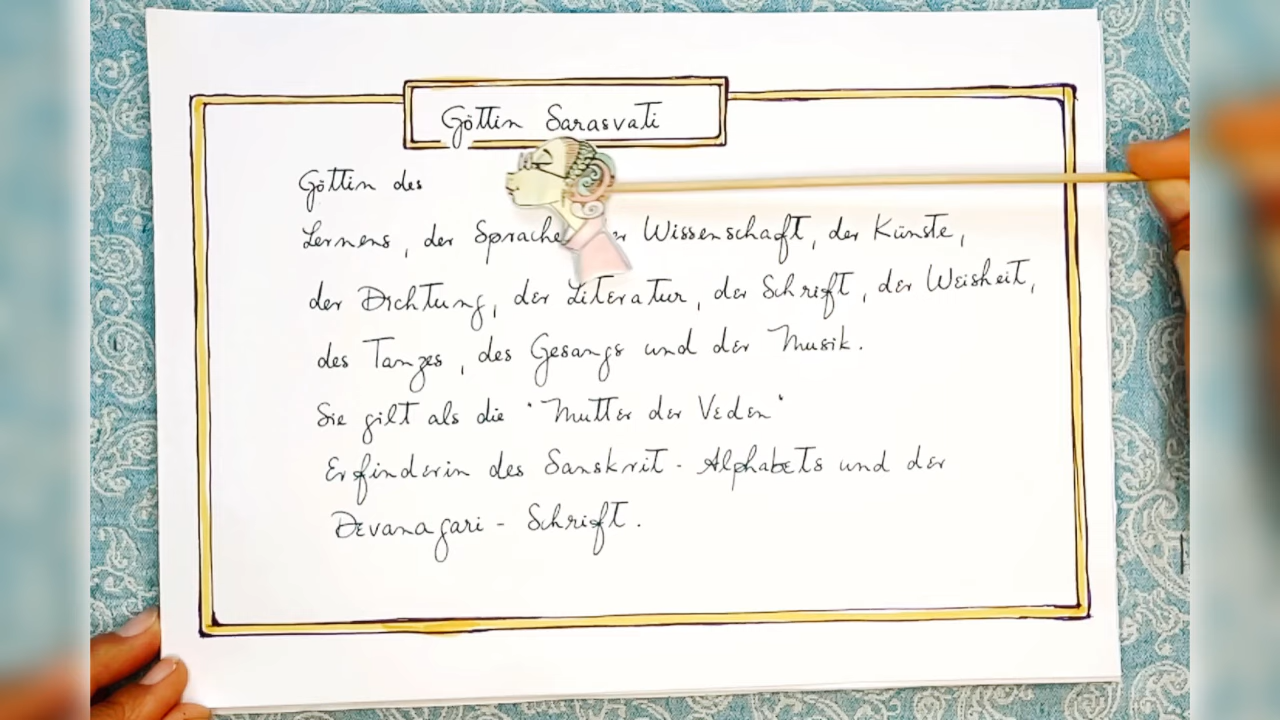 Göttin Sarasvati
Göttin des
Lernens, der Sprache, Wissenschaft, der Künste,
der Dichtung, der Literatur, der Schrift, der Weisheit,
des Tanzes, des Gesangs und der Musik.
Sie gilt als die "Mutter der Veden"
Erfinderin des Sanskrit - Alphabets und der
Devanagari - Schrift.